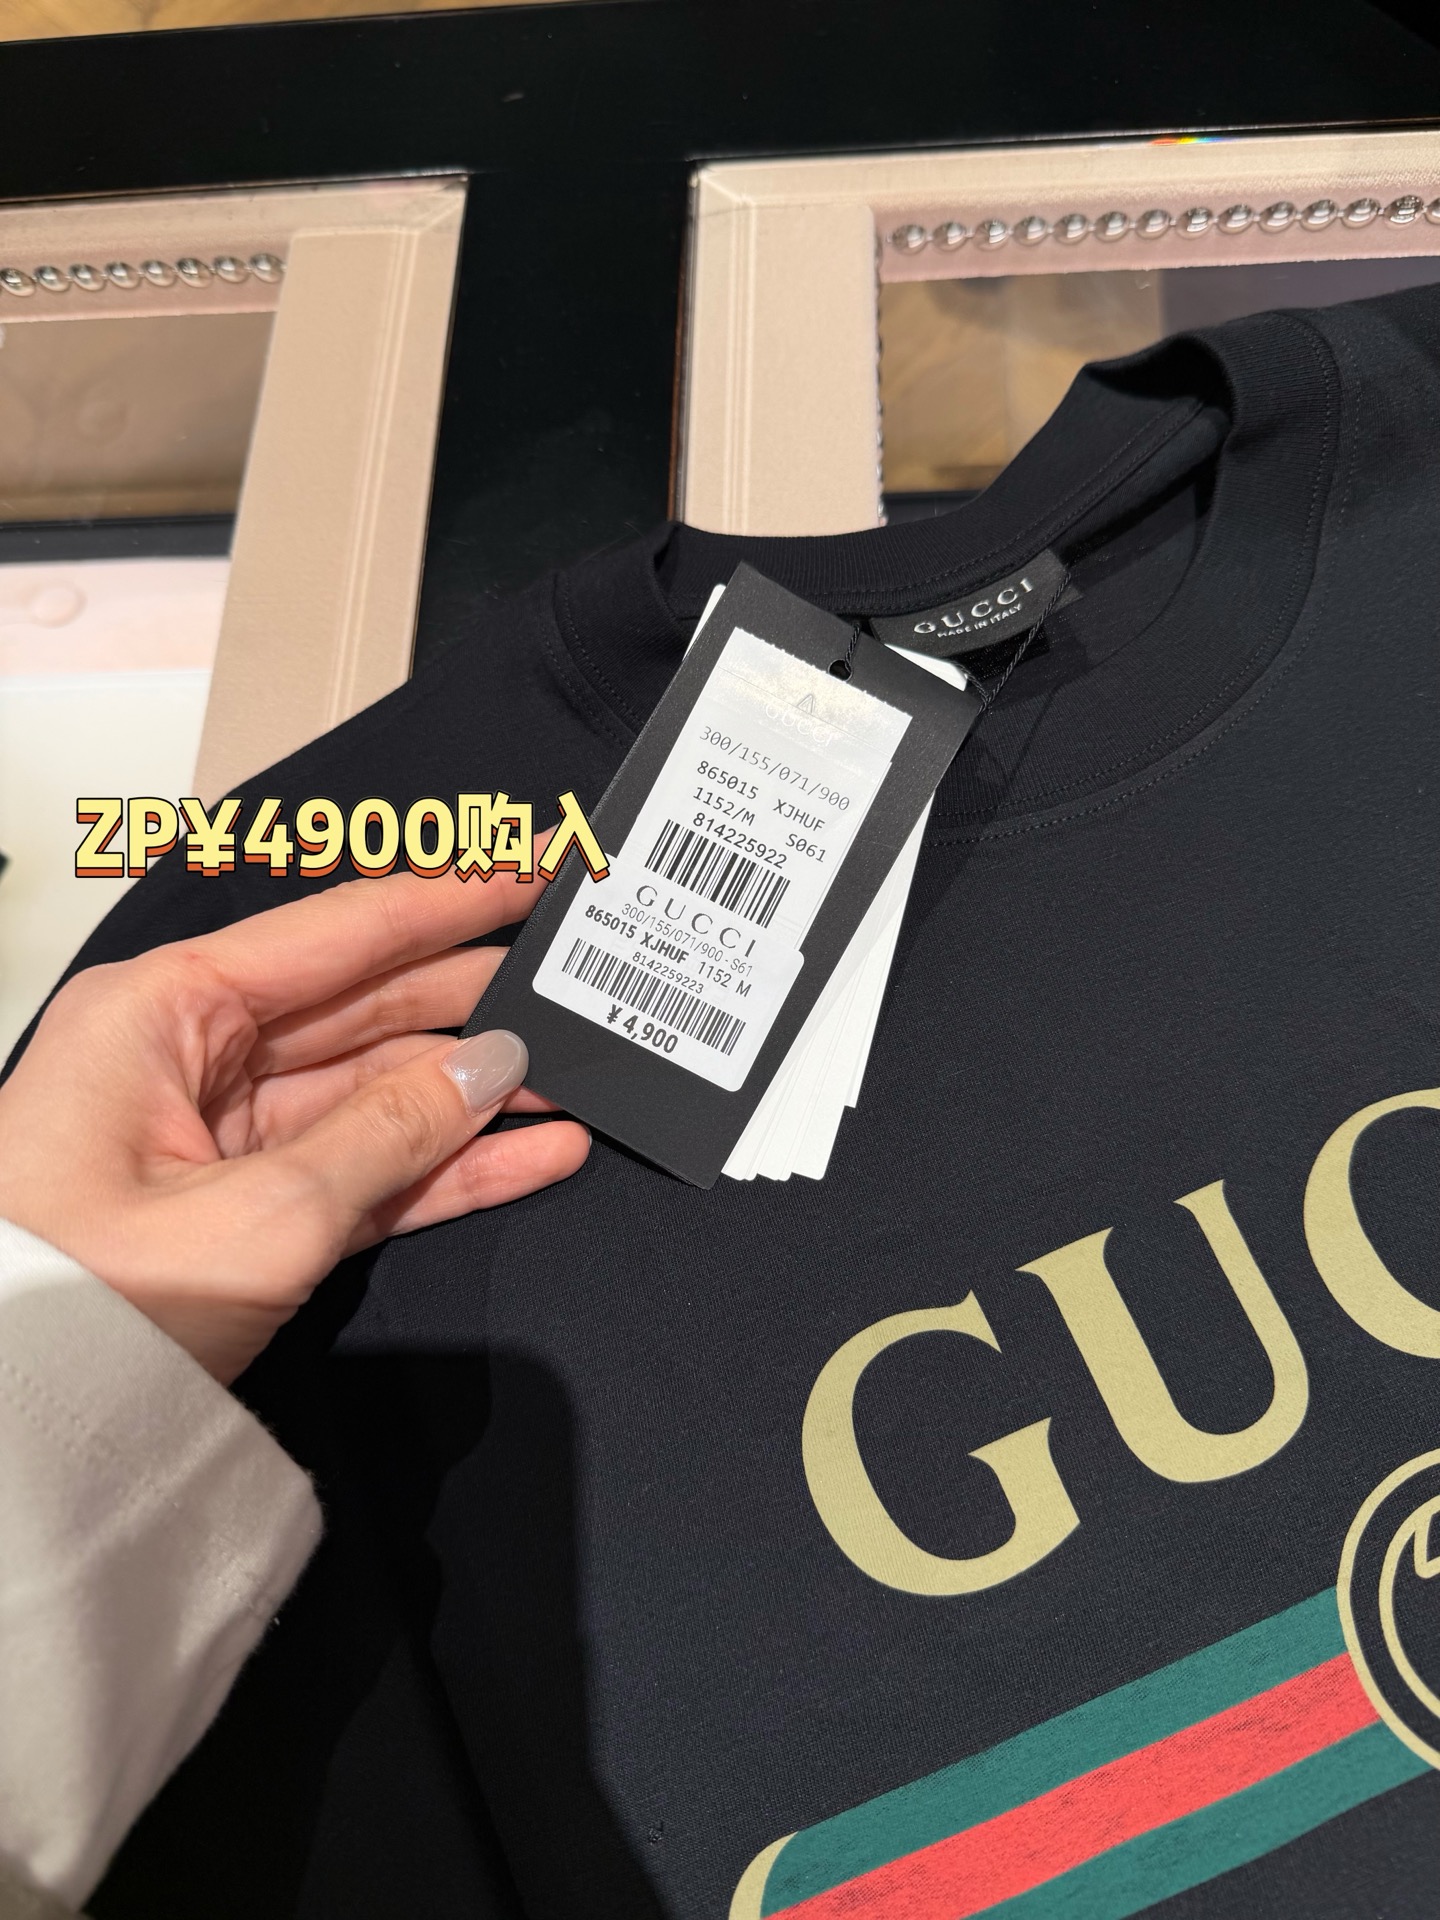 GUCCI
MADE IN ITALY
GUCCI
300/155/071/900
865015 XJHUF
1152/M S061
814225922
ZP¥4900购入
GUCCI
300/155/071/900-S61
865015 XJHUF 1152 M
8142259223
¥4,900
GUC